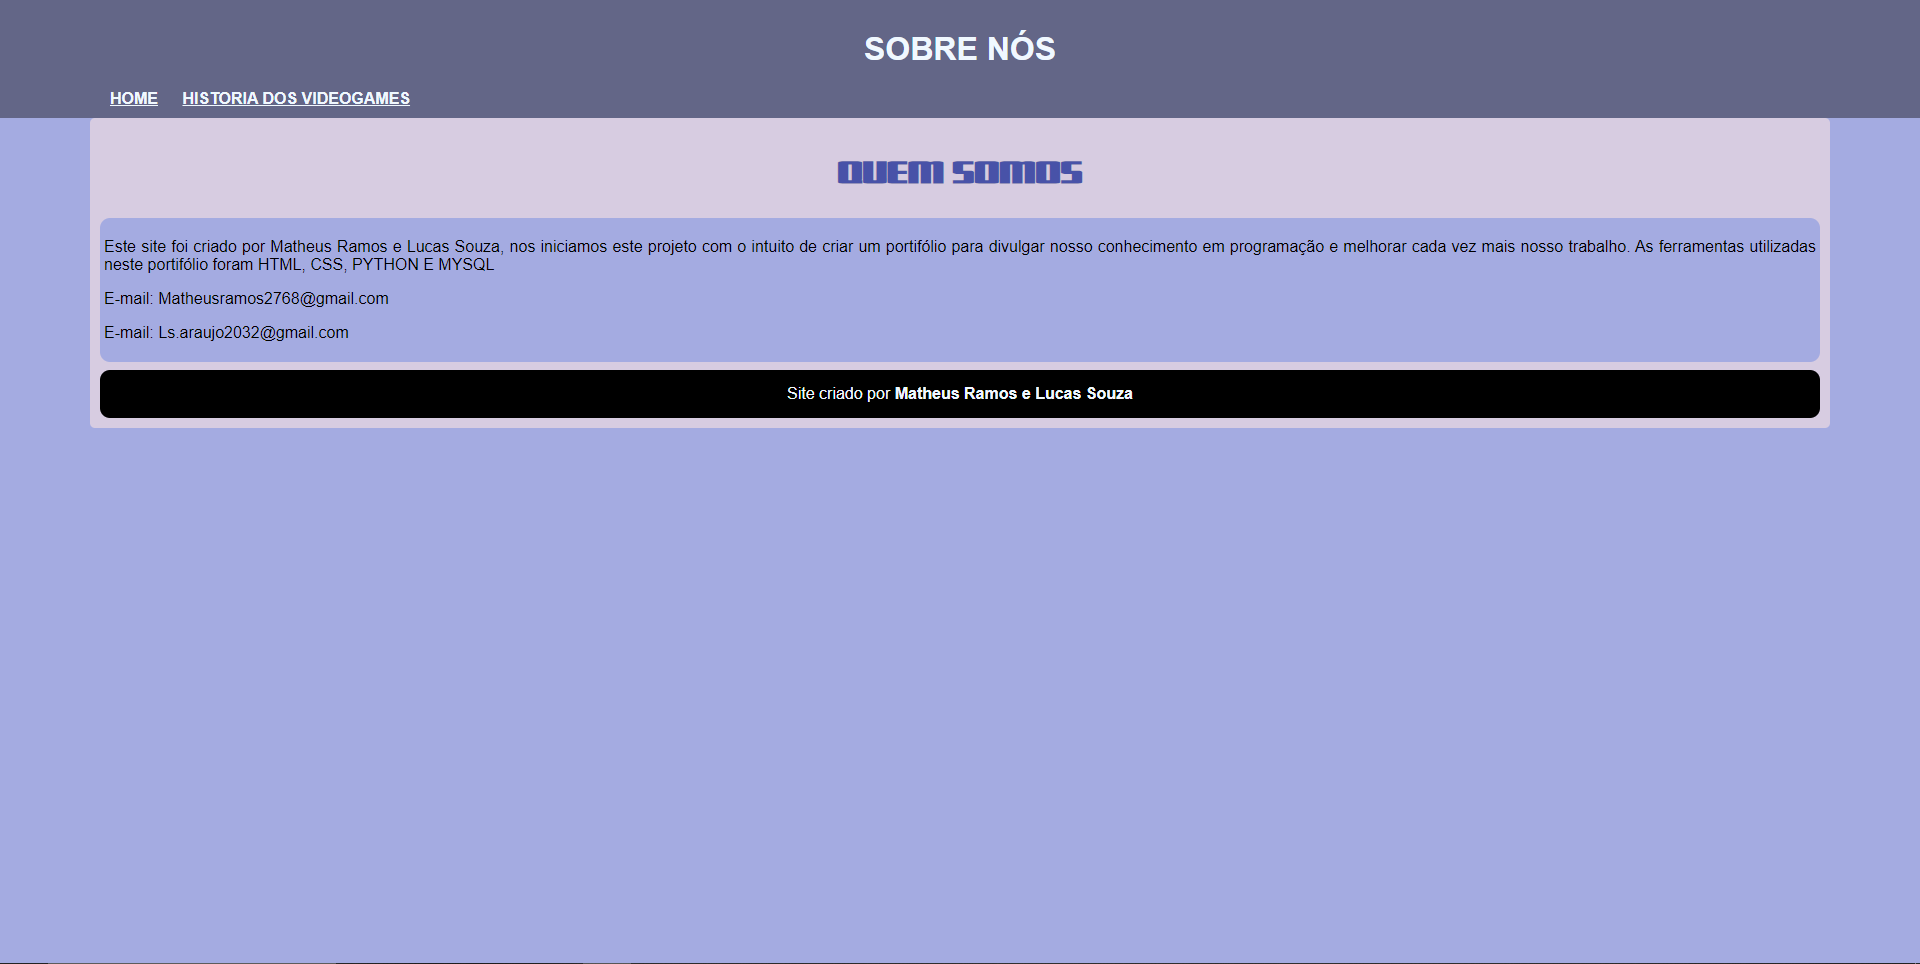 SOBRE NÓS
HOME HISTORIA DOS VIDEOGAMES
QUEM SOMOS
Este site foi criado por Matheus Ramos e Lucas Souza, nos iniciamos este projeto com o intuito de criar um portifólio para divulgar nosso conhecimento em programação e melhorar cada vez mais nosso trabalho. As ferramentas utilizadas
neste portifólio foram HTML, CSS, PYTHON E MYSQL
E-mail: Matheusramos2768@gmail.com
E-mail: Ls.araujo2032@gmail.com
Site criado por Matheus Ramos e Lucas Souza